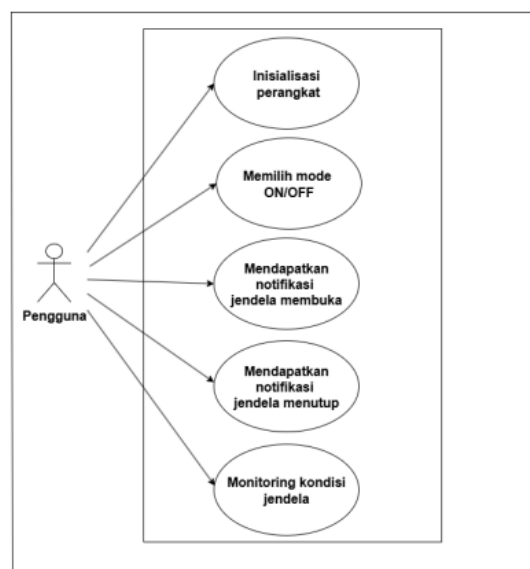 Inisialisasi
perangkat
Memilih mode
ON/OFF
Mendapatkan
notifikasi
jendela membuka
Pengguna
Mendapatkan
notifikasi
jendela menutup
Monitoring kondisi
jendela